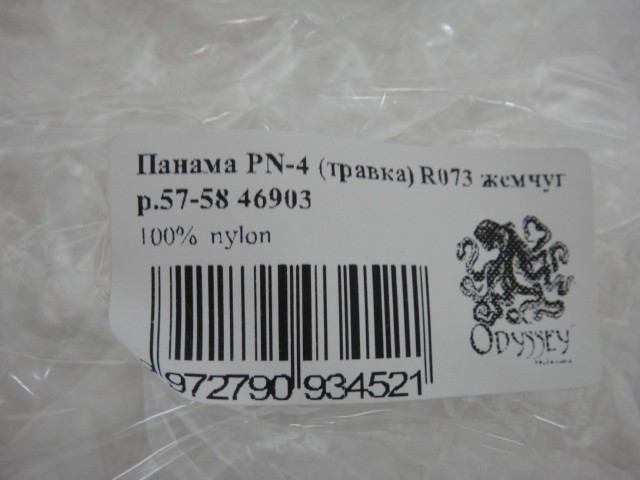 Панама PN-4 (травка) R073 жемчуг
р.57-58 46903
100% nylon
972790 934521
ODYSSEY